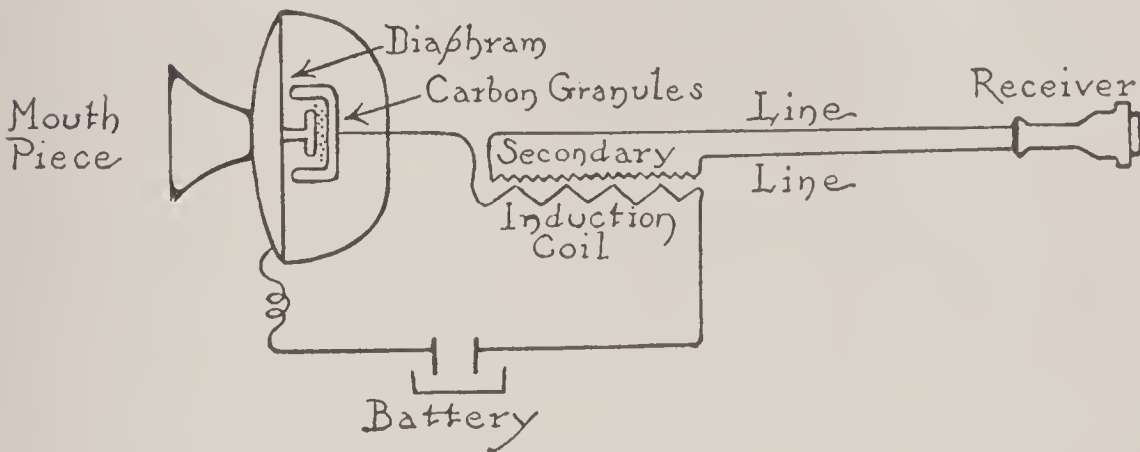 Diaphram
Carbon Granules
Mouth
Piece
Line
Receiver
Secondary
Line
Induction
Coil
Battery